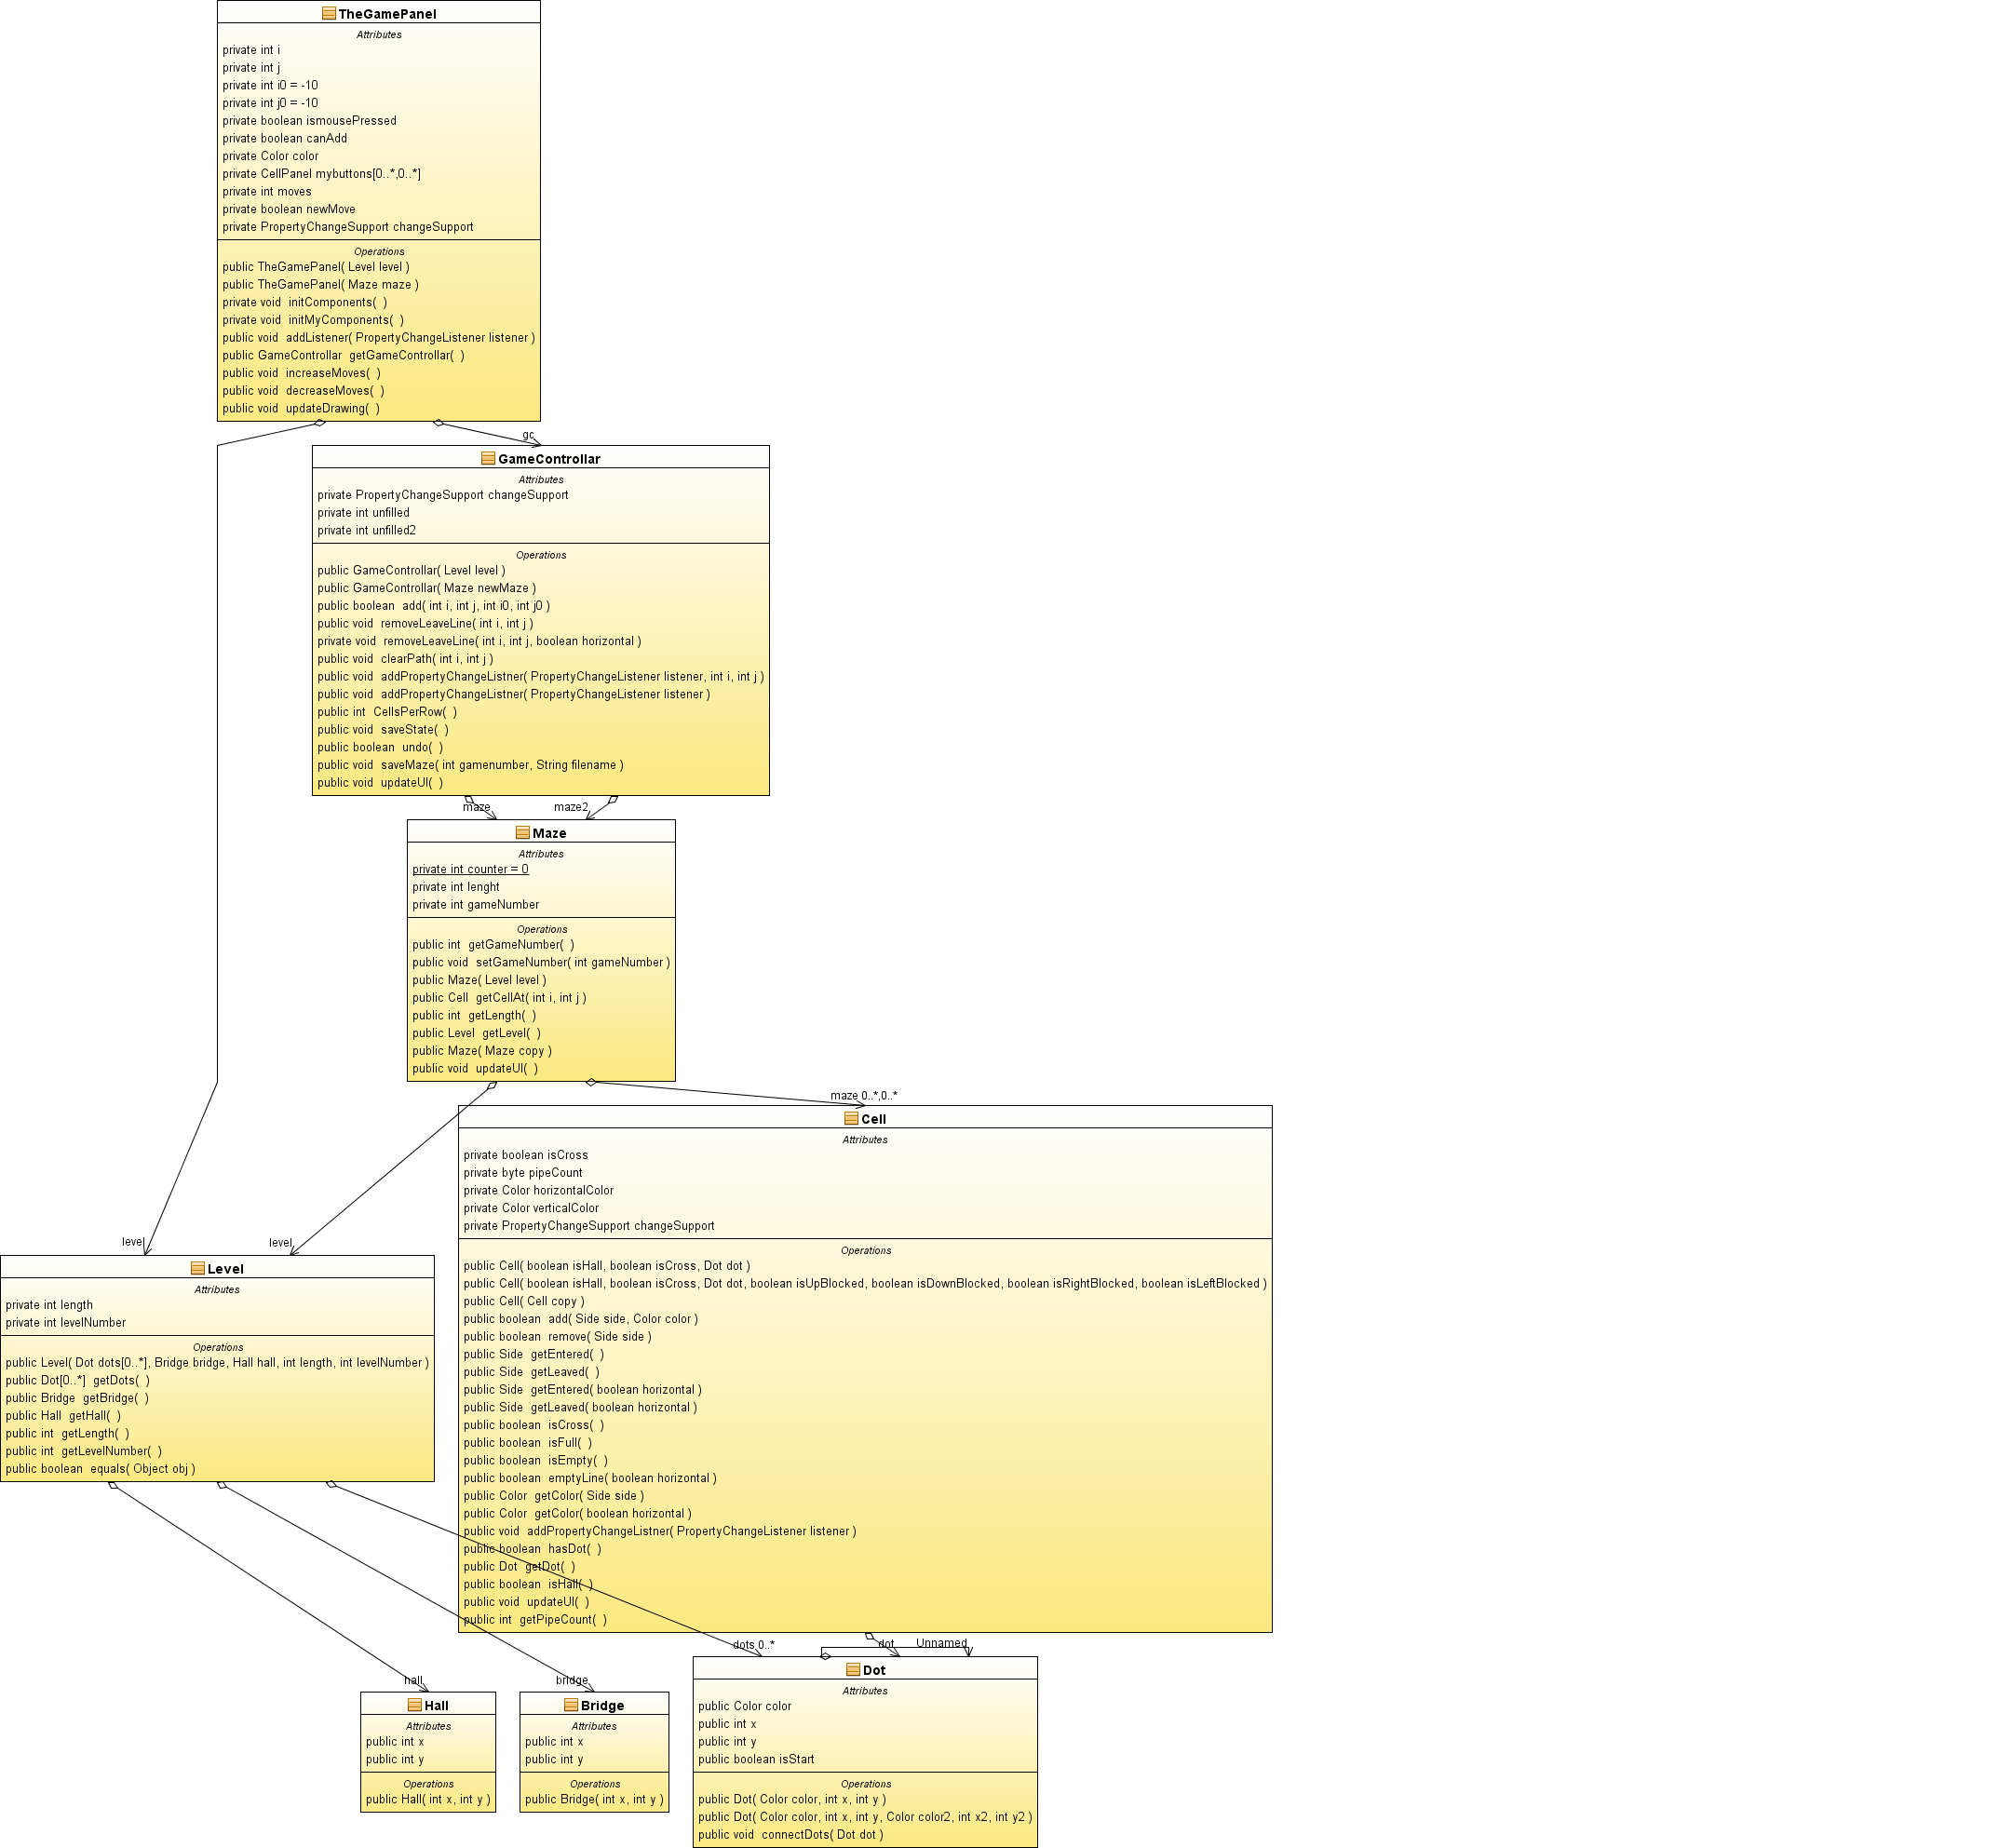 TheGamePanel
Attributes
private int i
private int j
private int i0 = -10
private int j0 = -10
private boolean ismousePressed
private boolean canAdd
private Color color
private CellPanel mybuttons[0..*,0..*]
private int moves
private boolean newMove
private PropertyChangeSupport changeSupport
Operations
public TheGamePanel( Level level )
public TheGamePanel( Maze maze )
private void initComponents( )
private void initMyComponents( )
public void addListener( PropertyChangeListener listener )
public GameControllar getGameControllar( )
public void increaseMoves( )
public void decreaseMoves( )
public void updateDrawing( )
gc
GameControllar
Attributes
private PropertyChangeSupport changeSupport
private int unfilled
private int unfilled2
Operations
public GameControllar( Level level )
public GameControllar( Maze newMaze )
public boolean add( int i, int j, int i0, int j0 )
public void removeLeaveLine( int i, int j )
private void removeLeaveLine( int i, int j, boolean horizontal )
public void clearPath( int i, int j )
public void addPropertyChangeListner( PropertyChangeListener listener, int i, int j )
public void addPropertyChangeListner( PropertyChangeListener listener )
public int CellsPerRow( )
public void saveState( )
public boolean undo( )
public void saveMaze( int gamenumber, String filename )
public void updateUI( )
maze maze2
Maze
Attributes
private int counter = 0
private int lenght
private int gameNumber
Operations
public int getGameNumber( )
public void setGameNumber( int gameNumber )
public Maze( Level level )
public Cell getCellAt( int i, int j )
public int getLength( )
public Level getLevel( )
public Maze( Maze copy )
public void updateUI( )
maze 0..*,0..*
Cell
Attributes
private boolean isCross
private byte pipeCount
private Color horizontalColor
private Color verticalColor
private PropertyChangeSupport changeSupport
Operations
public Cell( boolean isHall, boolean isCross, Dot dot )
public Cell( boolean isHall, boolean isCross, Dot dot, boolean isUpBlocked, boolean isDownBlocked, boolean isRightBlocked, boolean isLeftBlocked )
public Cell( Cell copy )
public boolean add( Side side, Color color )
public boolean remove( Side side )
public Side getEntered( )
public Side getLeaved( )
public Side getEntered( boolean horizontal )
public Side getLeaved( boolean horizontal )
public boolean isCross( )
public boolean isFull( )
public boolean isEmpty( )
public boolean emptyLine( boolean horizontal )
public Color getColor( Side side )
public Color getColor( boolean horizontal )
public void addPropertyChangeListner( PropertyChangeListener listener )
public boolean hasDot( )
public Dot getDot( )
public boolean isHall( )
public void updateUI( )
public int getPipeCount( )
level level
Level
Attributes
private int length
private int levelNumber
Operations
public Level( Dot dots[0..*], Bridge bridge, Hall hall, int length, int levelNumber )
public Dot[0..*] getDots( )
public Bridge getBridge( )
public Hall getHall( )
public int getLength( )
public int getLevelNumber( )
public boolean equals( Object obj )
hall
Hall
Attributes
public int x
public int y
Operations
public Hall( int x, int y )
bridge
Bridge
Attributes
public int x
public int y
Operations
public Bridge( int x, int y )
dots 0..* dot Unnamed
Dot
Attributes
public Color color
public int x
public int y
public boolean isStart
Operations
public Dot( Color color, int x, int y )
public Dot( Color color, int x, int y, Color color2, int x2, int y2 )
public void connectDots( Dot dot )